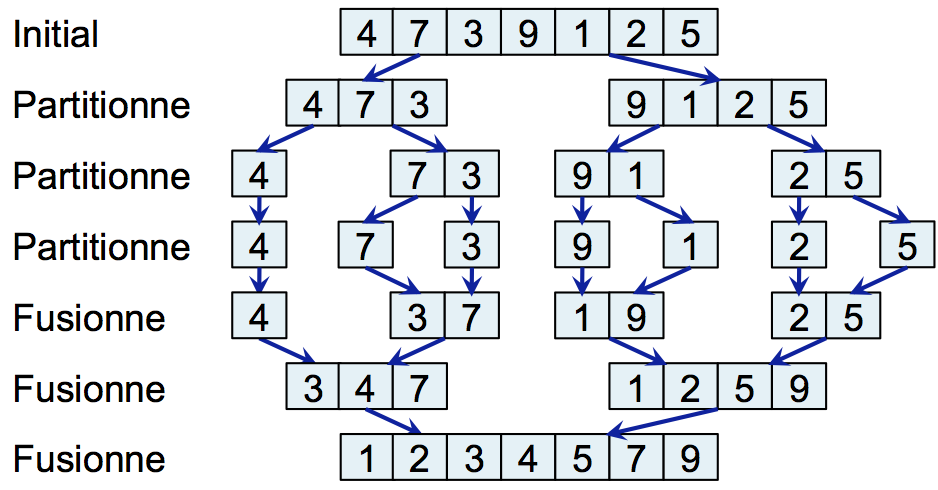 Initial 4 7 3 9 1 2 5
Partitionne 4 7 3 9 1 2 5
Partitionne 4 7 3 9 1 2 5
Partitionne 4 7 3 9 1 2 5
Fusionne 4 3 7 1 9 2 5
Fusionne 3 4 7 1 2 5 9
Fusionne 1 2 3 4 5 7 9